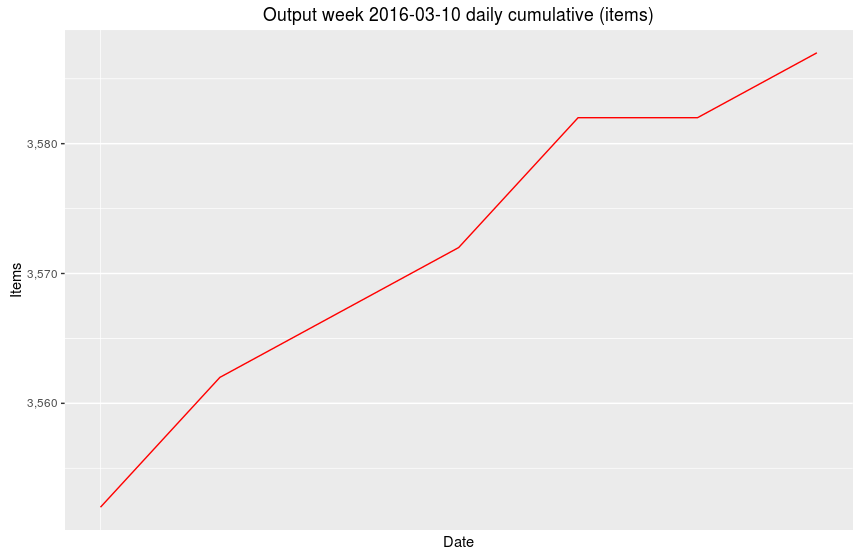 Output week 2016-03-10 daily cumulative (items)
3,580
3,570
3,560
Items
Date